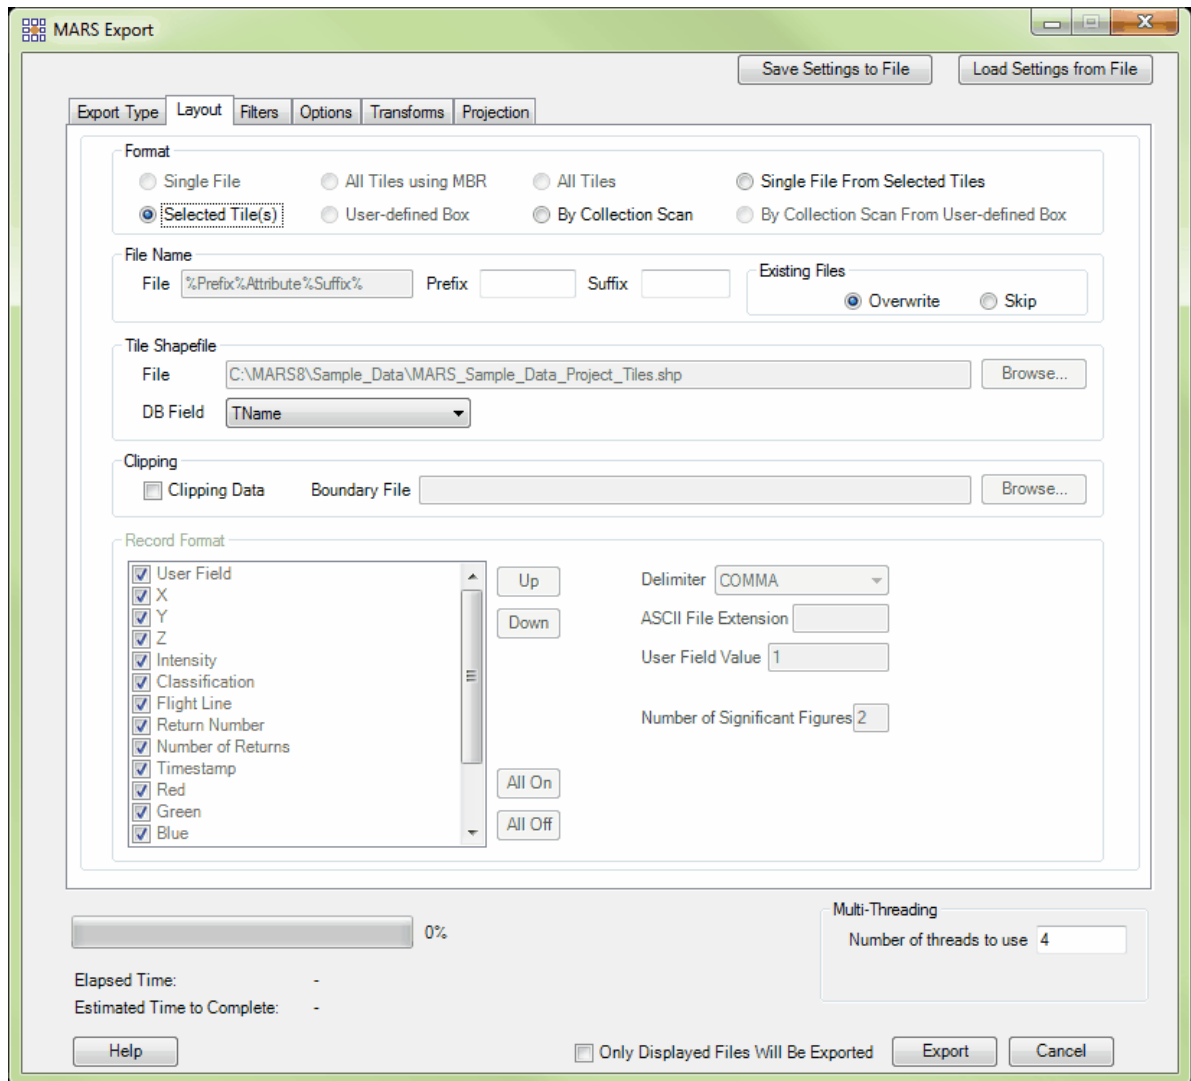 MARS Export
Save Settings to File Load Settings from File
Export Type Layout Filters Options Transforms Projection
Format
Single File All Tiles using MBR All Tiles Single File From Selected Tiles
Selected Tile(s) User-defined Box By Collection Scan By Collection Scan From User-defined Box
File Name
File %Prefix%Attribute%Suffix% Prefix Suffix
Existing Files
Overwrite Skip
Tile Shapefile
File C:\MARS8\Sample_Data\MARS_Sample_Data_Project_Tiles.shp Browse...
DB Field TName
Clipping
Clipping Data Boundary File Browse...
Record Format
User Field
X
Y
Z
Intensity
Classification
Flight Line
Return Number
Number of Returns
Timestamp
Red
Green
Blue
Up
Down
All On
All Off
Delimiter COMMA
ASCII File Extension
User Field Value 1
Number of Significant Figures 2
0%
Multi-Threading
Number of threads to use 4
Elapsed Time: -
Estimated Time to Complete: -
Help Only Displayed Files Will Be Exported Export Cancel